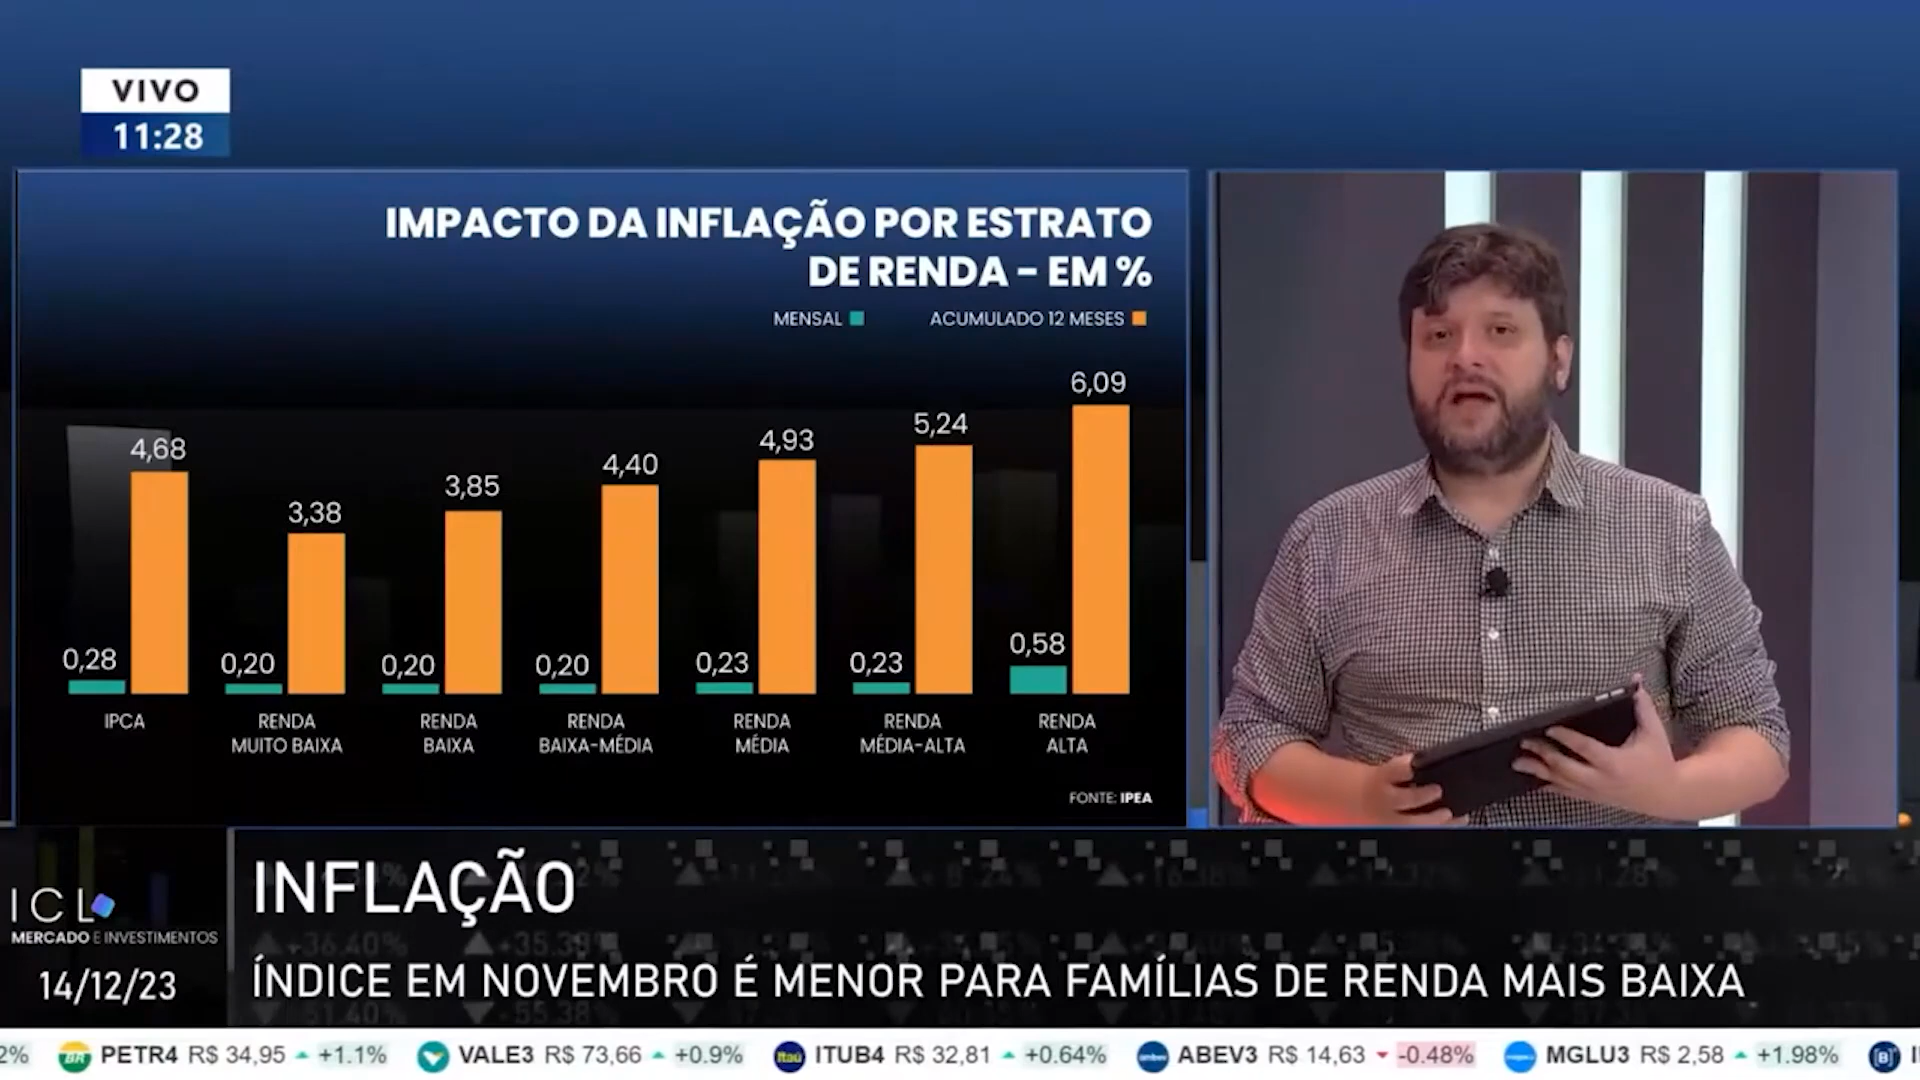 VIVO
11:28
IMPACTO DA INFLAÇÃO POR ESTRATO
DE RENDA - EM %
MENSAL
ACUMULADO 12 MESES
0,28
4,68
0,20
3,38
0,20
3,85
0,20
4,40
0,23
4,93
0,23
5,24
0,58
6,09
IPCA
RENDA
MUITO BAIXA
RENDA
BAIXA
RENDA
BAIXA-MÉDIA
RENDA
MÉDIA
RENDA
MÉDIA-ALTA
RENDA
ALTA
FONTE: IPEA
ICL
MERCADO E INVESTIMENTOS
14/12/23
INFLAÇÃO
ÍNDICE EM NOVEMBRO É MENOR PARA FAMÍLIAS DE RENDA MAIS BAIXA
2% PETR4 R$ 34,95 +1.1% VALE3 R$ 73,66 +0.9% Itaú ITUB4 R$ 32,81 +0.64% ABEV3 R$ 14,63 -0.48% MGLU3 R$ 2,58 +1.98% [B]